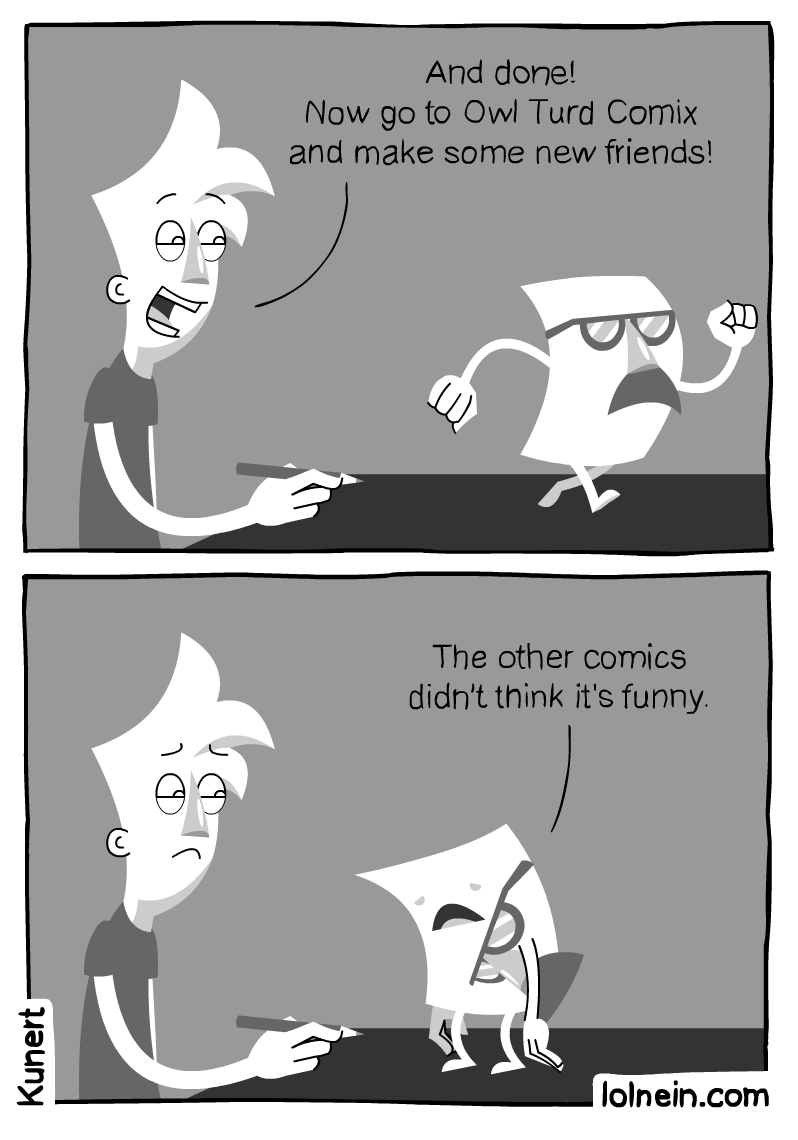 And done!
Now go to Owl Turd Comix
and make some new friends!
The other comics
didn't think it's funny.
Kunert
lolnein.com